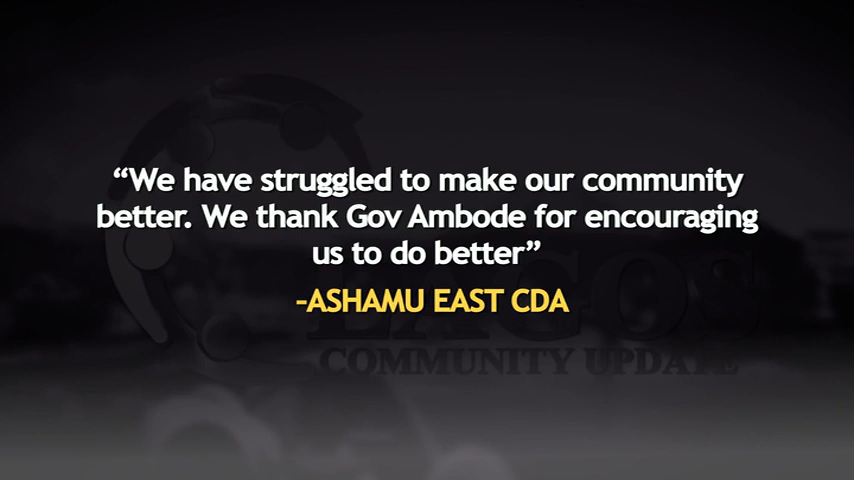 “We have struggled to make our community
better. We thank Gov Ambode for encouraging
us to do better”
-ASHAMU EAST CDA
LAGOS
COMMUNITY UPDATE